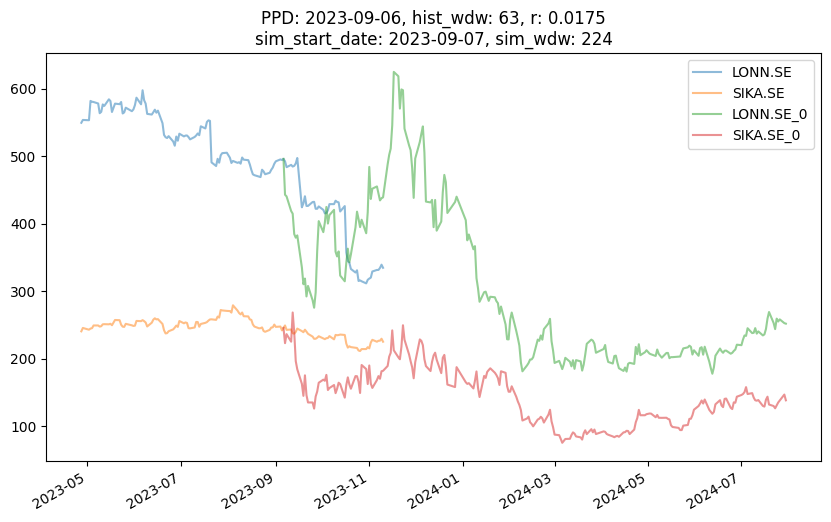 PPD: 2023-09-06, hist_wdw: 63, r: 0.0175
sim_start_date: 2023-09-07, sim_wdw: 224
LONN.SE
SIKA.SE
LONN.SE_0
SIKA.SE_0
600
500
400
300
200
100
2023-05
2023-07
2023-09
2023-11
2024-01
2024-03
2024-05
2024-07